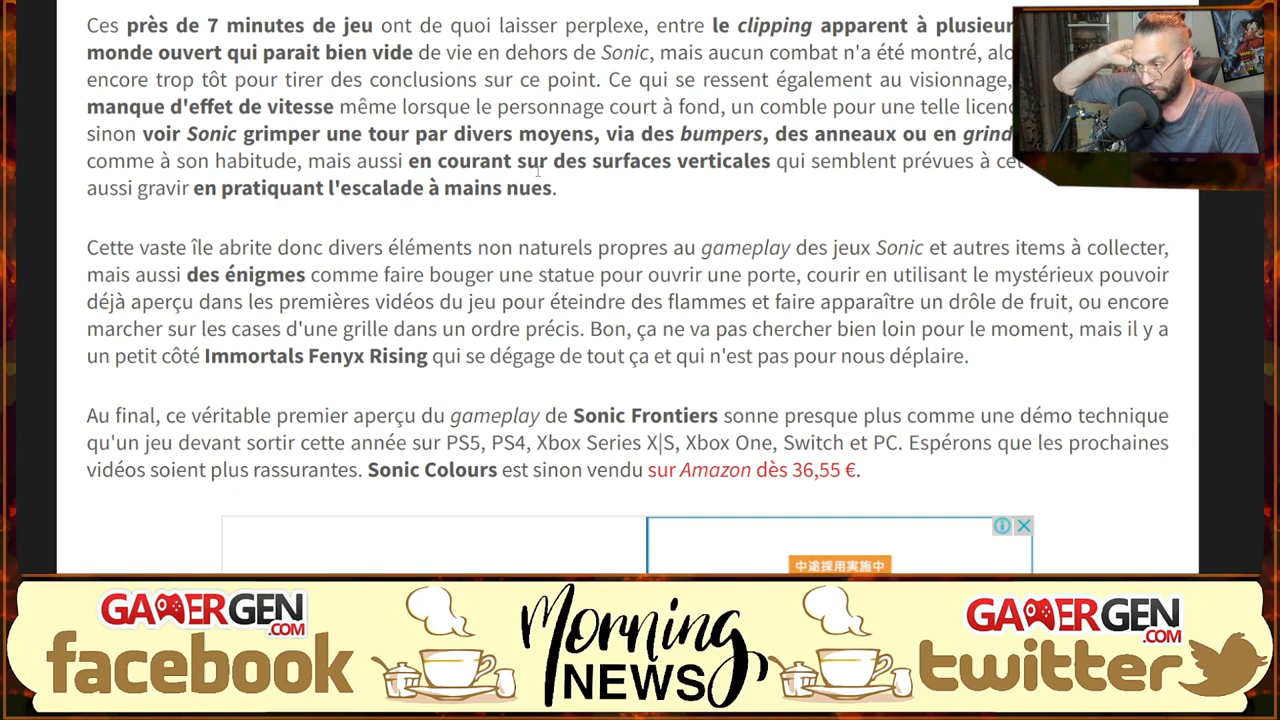 Ces près de 7 minutes de jeu ont de quoi laisser perplexe, entre le clipping apparent à
monde ouvert qui parait bien vide de vie en dehors de Sonic, mais aucun combat n'a été montré,
encore trop tôt pour tirer des conclusions sur ce point. Ce qui se ressent également au visionnage,
manque d'effet de vitesse même lorsque le personnage court à fond, un comble pour une telle
sinon voir Sonic grimper une tour par divers moyens, via des bumpers, des anneaux ou en grind
comme à son habitude, mais aussi en courant sur des surfaces verticales qui semblent prévues à
aussi gravir en pratiquant l'escalade à mains nues.
Cette vaste île abrite donc divers éléments non naturels propres au gameplay des jeux Sonic et autres items à collecter,
mais aussi des énigmes comme faire bouger une statue pour ouvrir une porte, courir en utilisant le mystérieux pouvoir
déjà aperçu dans les premières vidéos du jeu pour éteindre des flammes et faire apparaître un drôle de fruit, ou encore
marcher sur les cases d'une grille dans un ordre précis. Bon, ça ne va pas chercher bien loin pour le moment, mais il y a
un petit côté Immortals Fenyx Rising qui se dégage de tout ça et qui n'est pas pour nous déplaire.
Au final, ce véritable premier aperçu du gameplay de Sonic Frontiers sonne presque plus comme une démo technique
qu'un jeu devant sortir cette année sur PS5, PS4, Xbox Series X|S, Xbox One, Switch et PC. Espérons que les prochaines
vidéos soient plus rassurantes. Sonic Colours est sinon vendu sur Amazon dès 36,55 €.
中途採用実施中
GAMERGEN
.COM
facebook
Morning
NEWS
GAMERGEN
.COM
twitter